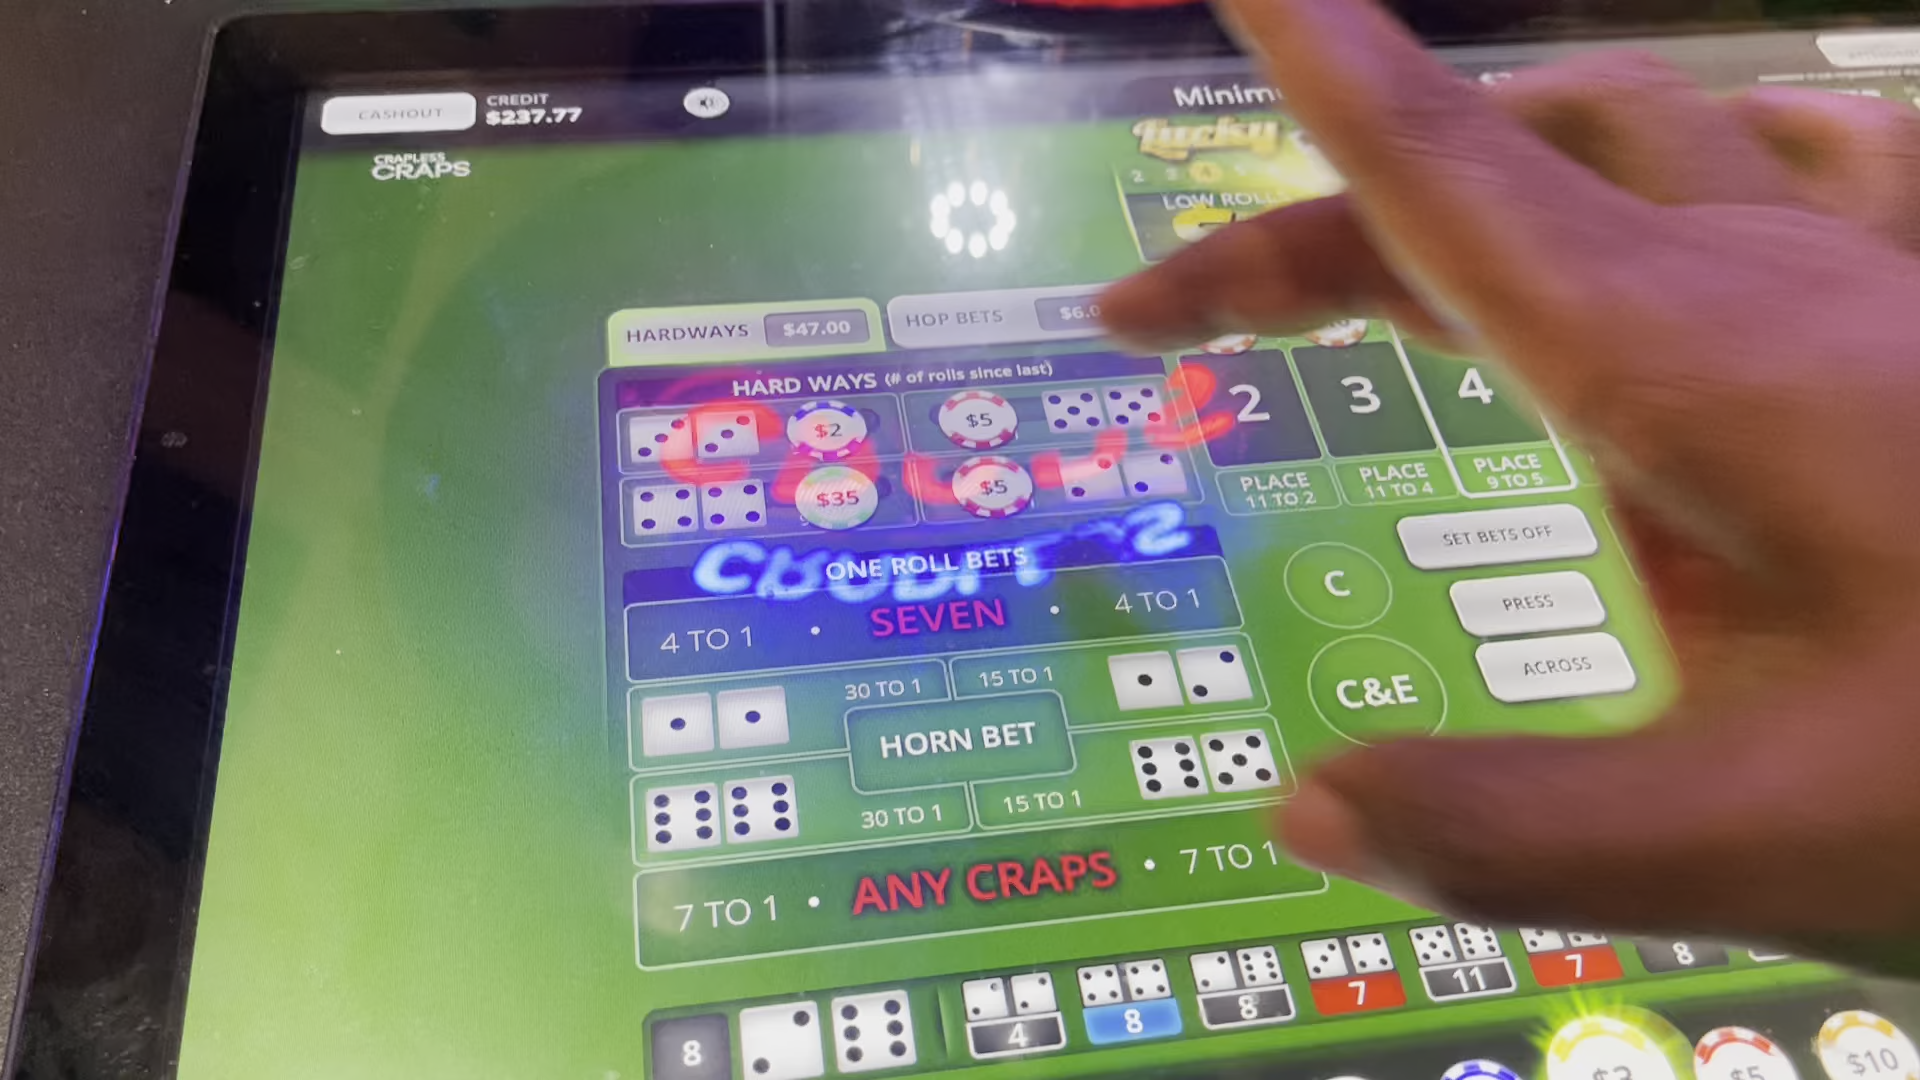 CASHOUT
CREDIT
$237.77
CRAPLESS
CRAPS
Lucky
LOW ROLLS
HARDWAYS $47.00
HOP BETS
HARD WAYS (# of rolls since last)
$2
$5
$35
$5
ONE ROLL BETS
4 TO 1 • SEVEN • 4 TO 1
30 TO 1
15 TO 1
HORN BET
30 TO 1
15 TO 1
7 TO 1 • ANY CRAPS • 7 TO 1
2
3
4
PLACE
11 TO 2
PLACE
11 TO 4
PLACE
9 TO 5
SET BETS OFF
C
PRESS
ACROSS
C&E
8
4
8
8
7
11
7
8
$5
$10